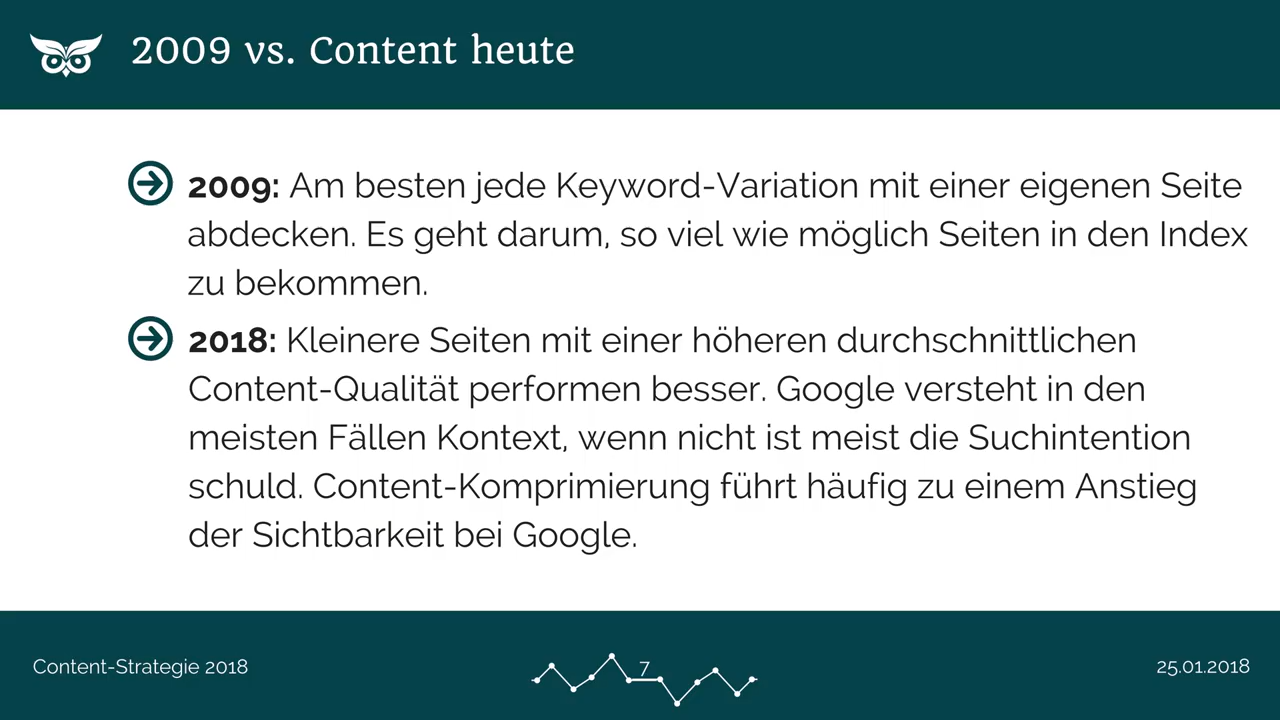 2009 vs. Content heute
2009: Am besten jede Keyword-Variation mit einer eigenen Seite
abdecken. Es geht darum, so viel wie möglich Seiten in den Index
zu bekommen.
2018: Kleinere Seiten mit einer höheren durchschnittlichen
Content-Qualität performen besser. Google versteht in den
meisten Fällen Kontext, wenn nicht ist meist die Suchintention
schuld. Content-Komprimierung führt häufig zu einem Anstieg
der Sichtbarkeit bei Google.
Content-Strategie 2018
7
25.01.2018